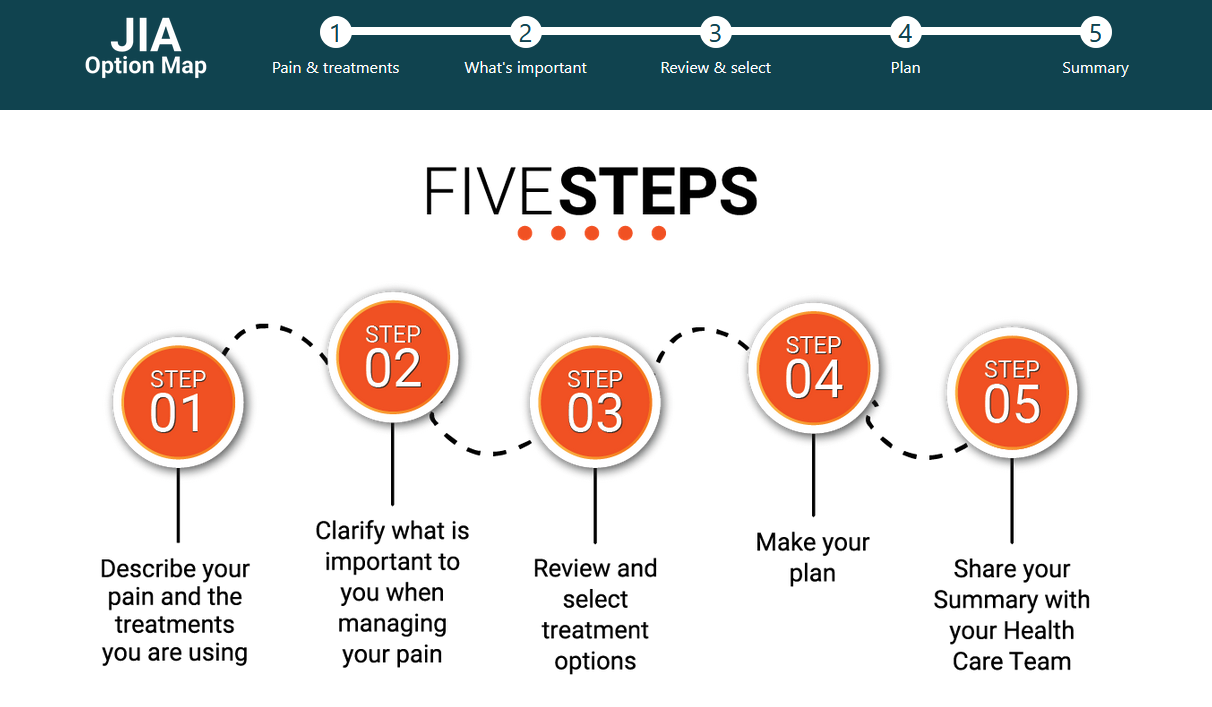 JIA
Option Map
1
2
3
4
5
Pain & treatments
What's important
Review & select
Plan
Summary
FIVESTEPS
STEP
01
Describe your
pain and the
treatments
you are using
STEP
02
Clarify what is
important to
you when
managing
your pain
STEP
03
Review and
select
treatment
options
STEP
04
Make your
plan
STEP
05
Share your
Summary with
your Health
Care Team